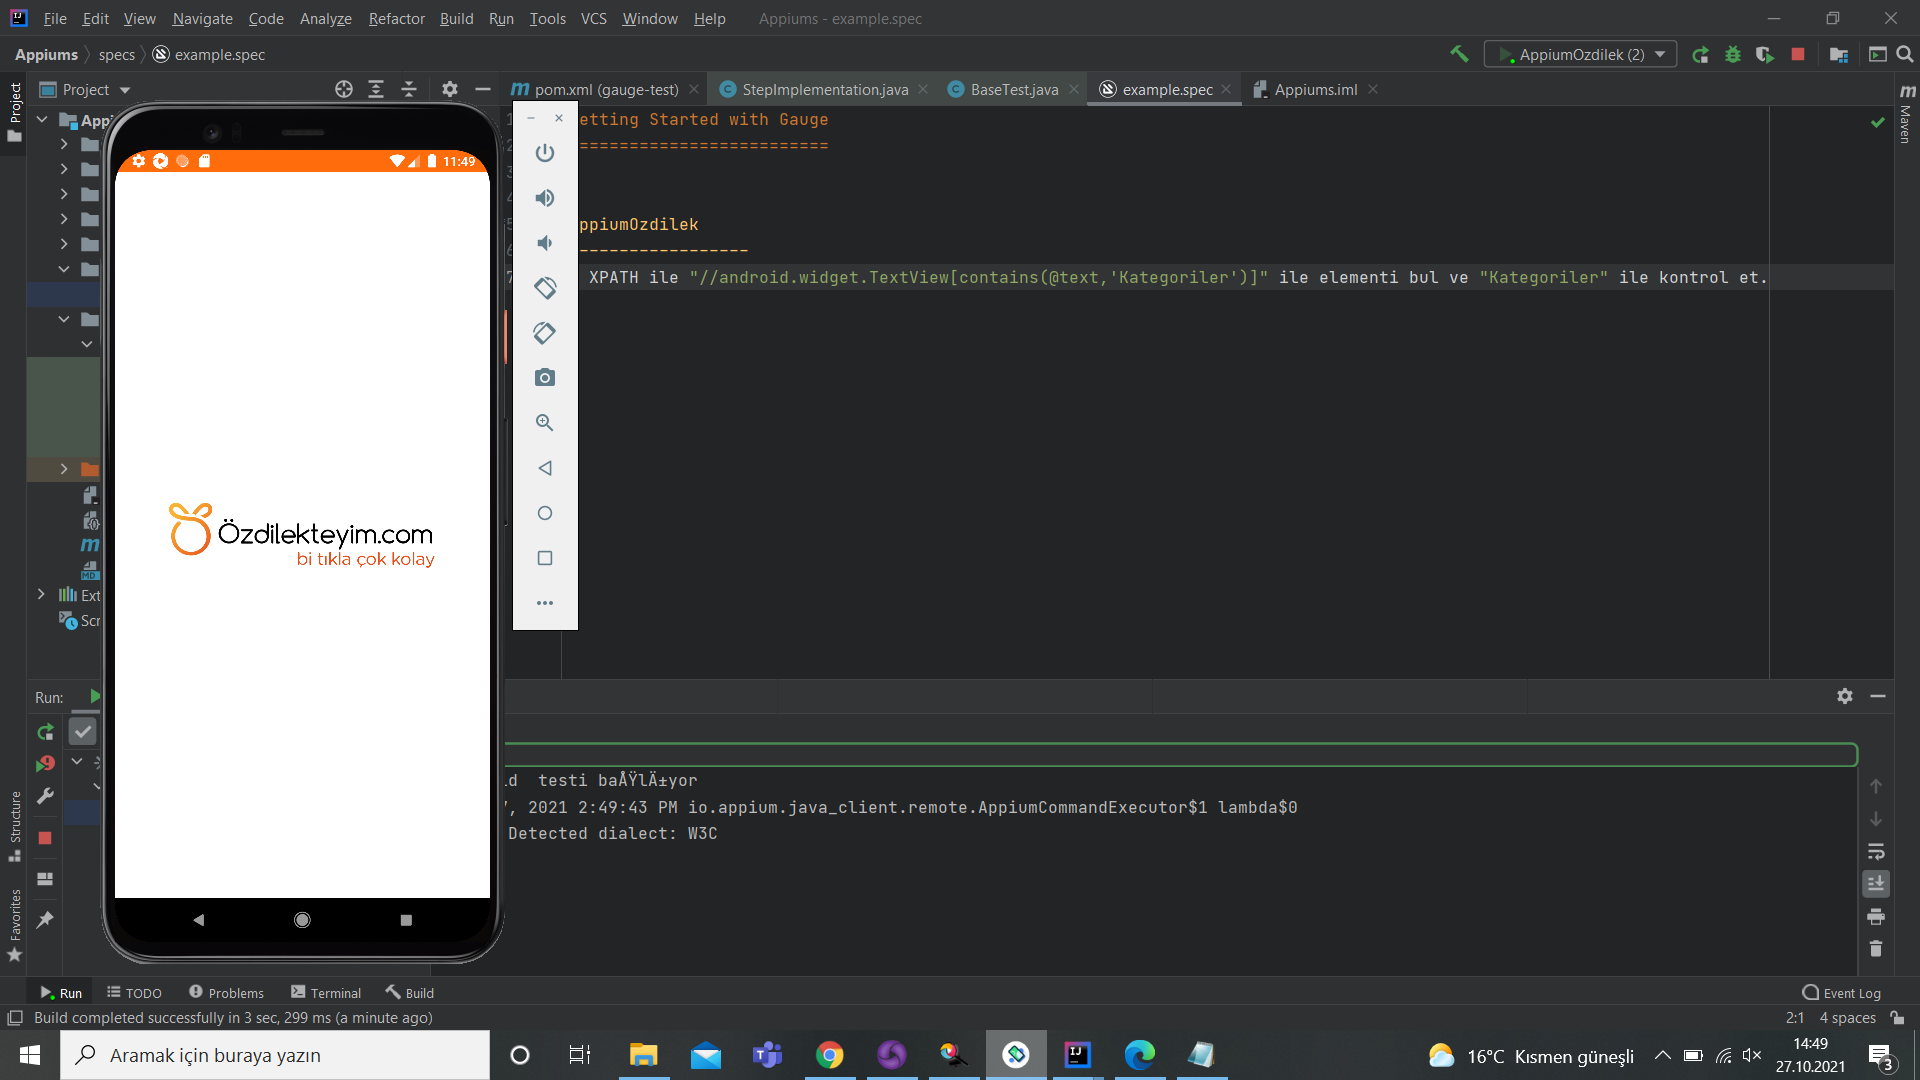 File Edit View Navigate Code Analyze Refactor Build Run Tools VCS Window Help Appiums - example.spec
Appiums specs example.spec
AppiumOzdilek (2)
Project
pom.xml (gauge-test) StepImplementation.java BaseTest.java example.spec Appiums.iml
Project
Maven
etting Started with Gauge
=========================
ppiumOzdilek
-----------------
XPATH ile "//android.widget.TextView[contains(@text,'Kategoriler')]" ile elementi bul ve "Kategoriler" ile kontrol et.
11:49
Özdilekteyim.com
bi tıkla çok kolay
Ext
Scr
Run:
testi baÅŸlÄ±yor
, 2021 2:49:43 PM io.appium.java_client.remote.AppiumCommandExecutor$1 lambda$0
Detected dialect: W3C
Structure
Favorites
Run TODO Problems Terminal Build Event Log
Build completed successfully in 3 sec, 299 ms (a minute ago) 2:1 4 spaces
Aramak için buraya yazın
16°C Kısmen güneşli
14:49
27.10.2021
3